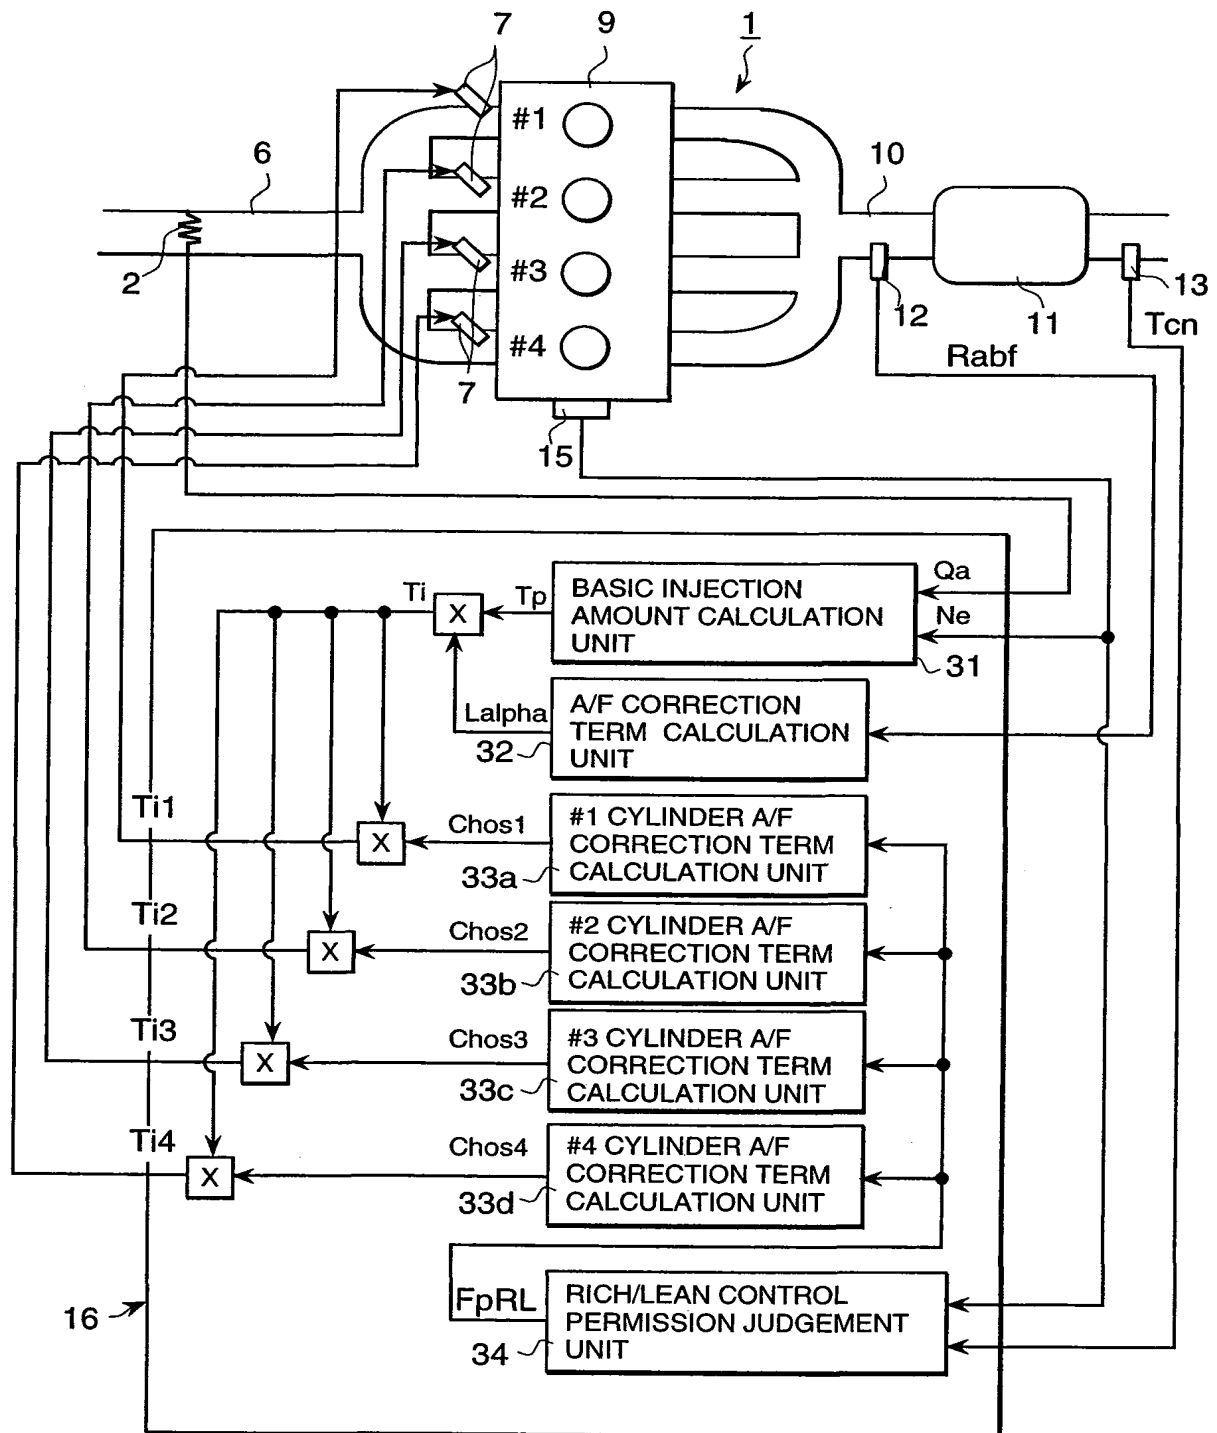 7
9
1
#1
6
10
#2
2
#3
12
11
13
#4
7
7
7
Tcn
Rabf
15
Qa
Ti
Tp
BASIC INJECTION
AMOUNT CALCULATION
UNIT
Ne
X
31
Lalpha
A/F CORRECTION
TERM CALCULATION
UNIT
32
Ti1
Chos1
#1 CYLINDER A/F
CORRECTION TERM
CALCULATION UNIT
X
33a
Ti2
Chos2
#2 CYLINDER A/F
CORRECTION TERM
CALCULATION UNIT
X
33b
Ti3
Chos3
#3 CYLINDER A/F
CORRECTION TERM
CALCULATION UNIT
X
33c
Ti4
Chos4
#4 CYLINDER A/F
CORRECTION TERM
CALCULATION UNIT
X
33d
16
FpRL
RICH/LEAN CONTROL
PERMISSION JUDGEMENT
UNIT
34